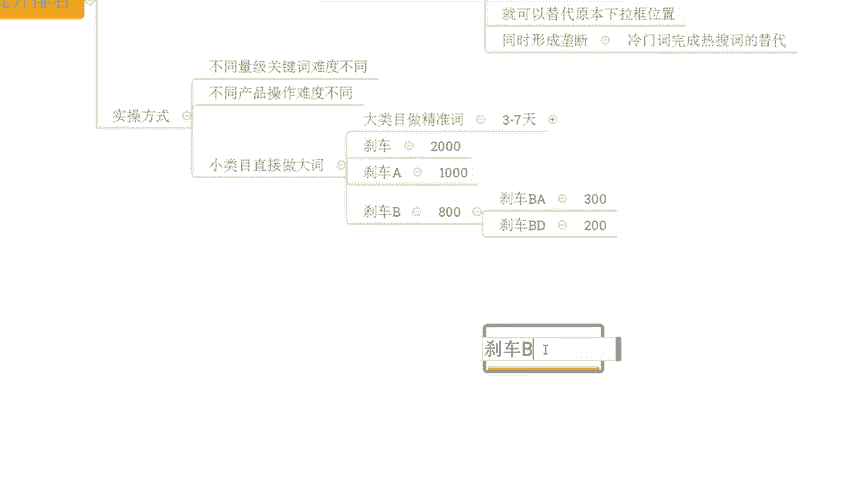 就可以替代原本下拉框位置
同时形成垄断 冷门词完成热搜词的替代
实操方式
不同量级关键词难度不同
不同产品操作难度不同
小类目直接做大词
大类目做精准词 3-7天
刹车 2000
刹车A 1000
刹车B 800
刹车BA 300
刹车BD 200
刹车B